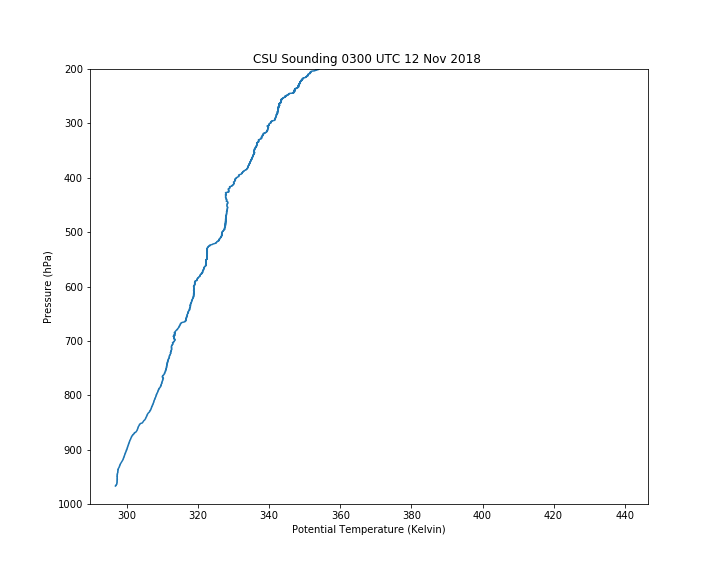 CSU Sounding 0300 UTC 12 Nov 2018
200
300
400
500
600
700
800
900
1000
Pressure (hPa)
300 320 340 360 380 400 420 440
Potential Temperature (Kelvin)